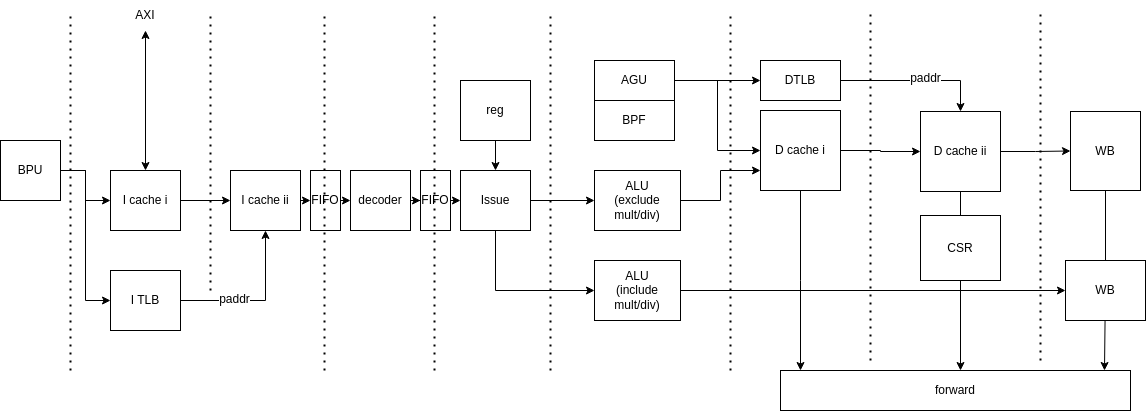 AXI
BPU
I cache i
I TLB
paddr
I cache ii
FIFO
decoder
FIFO
reg
Issue
AGU
BPF
ALU
(exclude
mult/div)
ALU
(include
mult/div)
DTLB
D cache i
paddr
D cache ii
CSR
WB
WB
forward